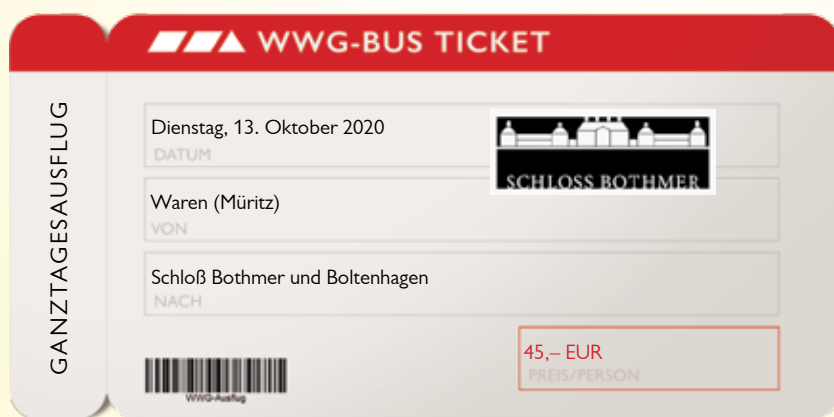 WWG-BUS TICKET
GANZTAGESAUSFLUG
Dienstag, 13. Oktober 2020
DATUM
SCHLOSS BOTHMER
Waren (Müritz)
VON
Schloß Bothmer und Boltenhagen
NACH
45,– EUR
PREIS/PERSON
WWG-Ausflug